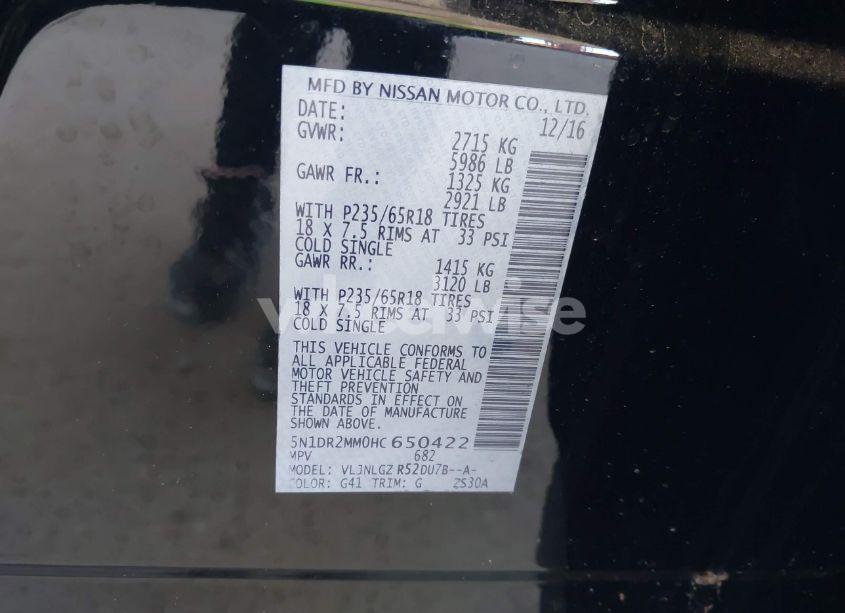 MFD BY NISSAN MOTOR CO., LTD.
DATE: 12/16
GVWR: 2715 KG
5986 LB
GAWR FR.: 1325 KG
2921 LB
WITH P235/65R18 TIRES
18 X 7.5 RIMS AT 33 PSI
COLD SINGLE
GAWR RR.: 1415 KG
3120 LB
WITH P235/65R18 TIRES
18 X 7.5 RIMS AT 33 PSI
COLD SINGLE
THIS VEHICLE CONFORMS TO
ALL APPLICABLE FEDERAL
MOTOR VEHICLE SAFETY AND
THEFT PREVENTION
STANDARDS IN EFFECT ON
THE DATE OF MANUFACTURE
SHOWN ABOVE.
5N1DR2MM0HC650422
MPV 682
MODEL: VL3NLGZ R52DU7B--A-
COLOR: G41 TRIM: G ZS30A